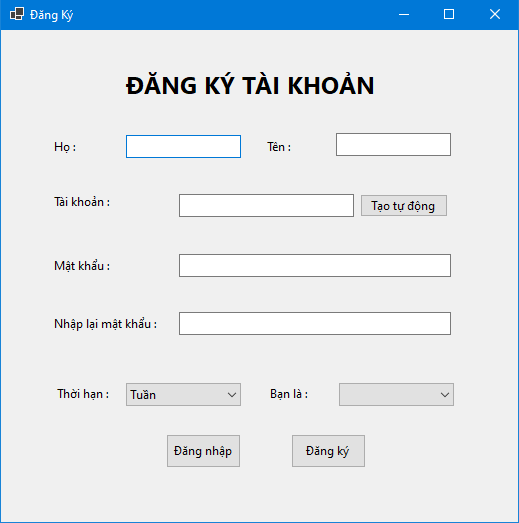 Đăng Ký
ĐĂNG KÝ TÀI KHOẢN
Họ : Tên :
Tài khoản : Tạo tự động
Mật khẩu :
Nhập lại mật khẩu :
Thời hạn : Tuần Bạn là :
Đăng nhập Đăng ký